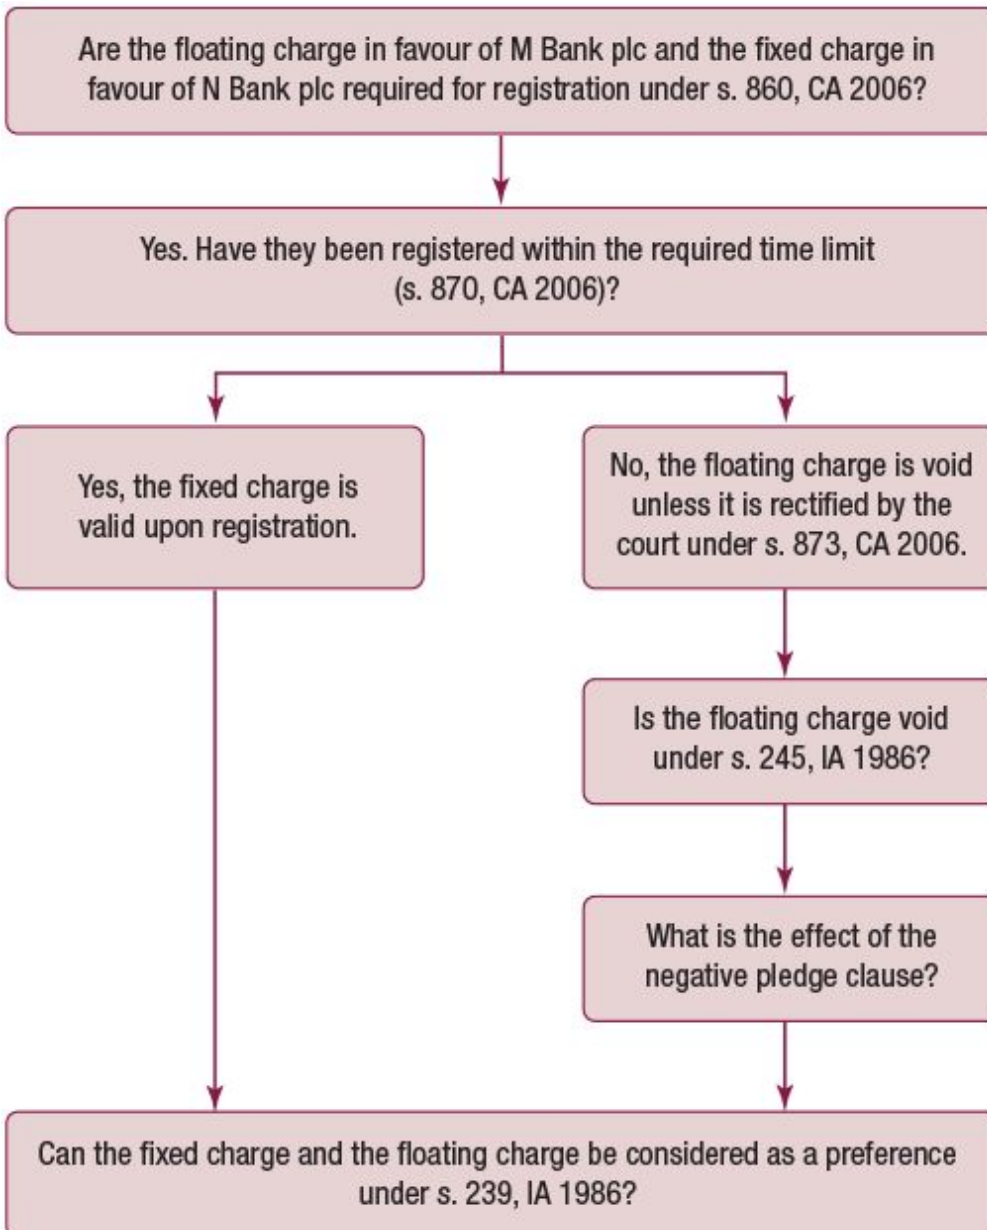 Are the floating charge in favour of M Bank plc and the fixed charge in
favour of N Bank plc required for registration under s. 860, CA 2006?
Yes. Have they been registered within the required time limit
(s. 870, CA 2006)?
Yes, the fixed charge is
valid upon registration.
No, the floating charge is void
unless it is rectified by the
court under s. 873, CA 2006.
Is the floating charge void
under s. 245, IA 1986?
What is the effect of the
negative pledge clause?
Can the fixed charge and the floating charge be considered as a preference
under s. 239, IA 1986?